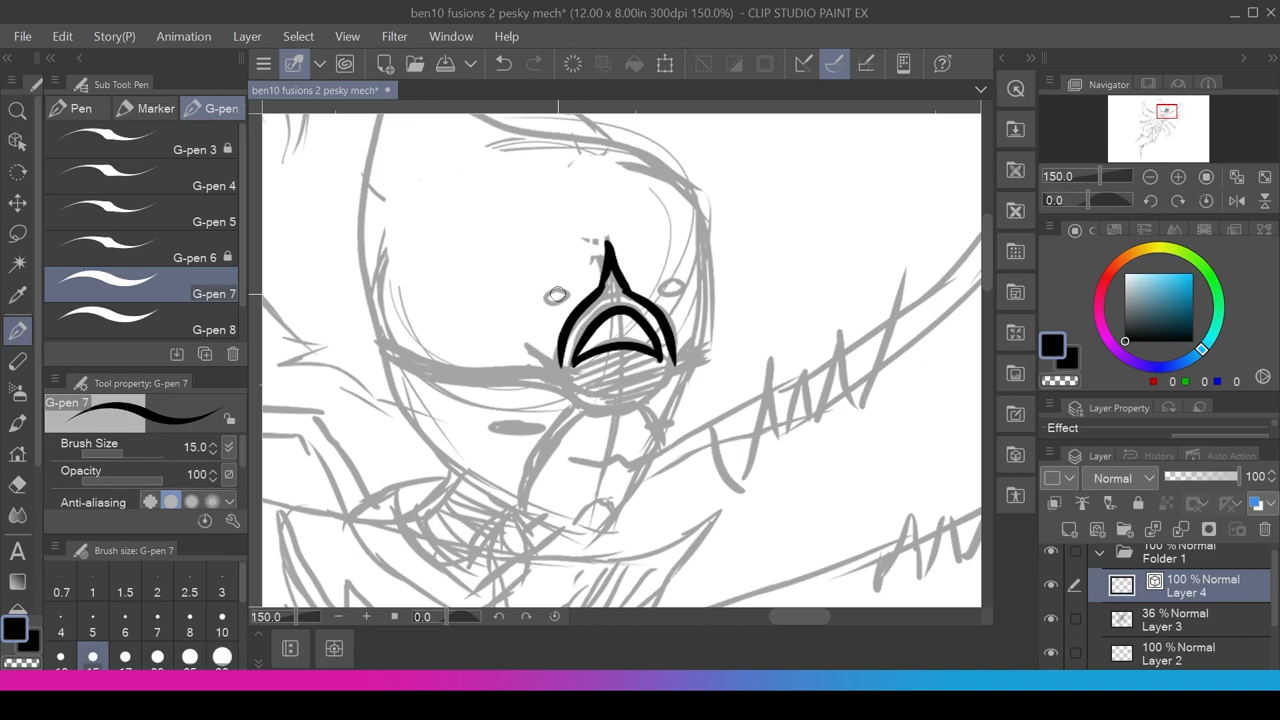 ben10 fusions 2 pesky mech* (12.00 x 8.00in 300dpi 150.0%) - CLIP STUDIO PAINT EX
File Edit Story(P) Animation Layer Select View Filter Window Help
Sub Tool: Pen
Pen Marker G-pen
G-pen 3
G-pen 4
G-pen 5
G-pen 6
G-pen 7
G-pen 8
Tool property: G-pen 7
G-pen 7
Brush Size 15.0
Opacity 100
Anti-aliasing
Brush size: G-pen 7
0.7 1 1.5 2 2.5 3
4 5 6 7 8 10
ben10 fusions 2 pesky mech*
150.0 0.0
Navigator
150.0
0.0
C
0 0 0
Layer Property
Effect
Layer History Auto Action
Normal 100
100 % Normal
Folder 1
100 % Normal
Layer 4
36 % Normal
Layer 3
100 % Normal
Layer 2